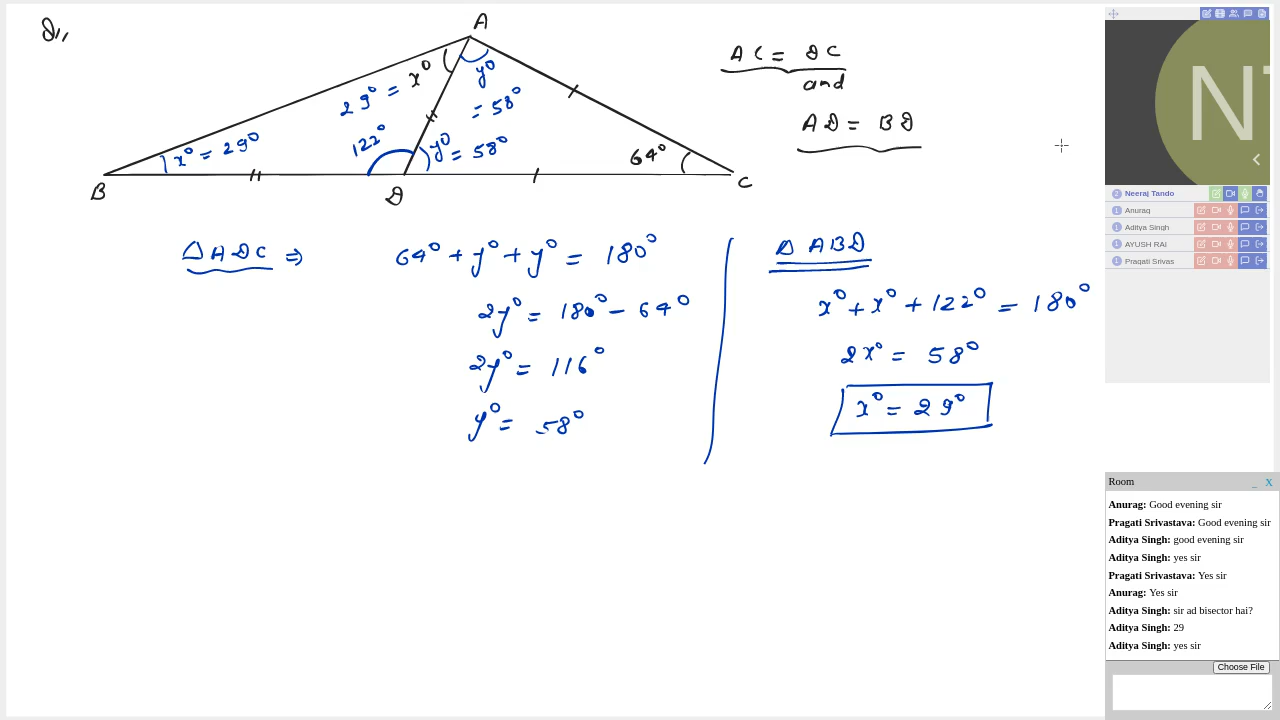 Q1,
A
AC = DC
and
AD = BD
29° = x°
y°
= 58°
122°
x° = 29°
y° = 58°
64°
B
D
C
△ADC ⇒
64° + y° + y° = 180°
2y° = 180° - 64°
2y° = 116°
y° = 58°
△ ABD
x° + x° + 122° = 180°
2x° = 58°
x° = 29°
NT
Neeraj Tando
Anuraq
Aditya Singh
AYUSH RAI
Pragati Srivas
Room
_ X
Anurag: Good evening sir
Pragati Srivastava: Good evening sir
Aditya Singh: good evening sir
Aditya Singh: yes sir
Pragati Srivastava: Yes sir
Anurag: Yes sir
Aditya Singh: sir ad bisector hai?
Aditya Singh: 29
Aditya Singh: yes sir
Choose File